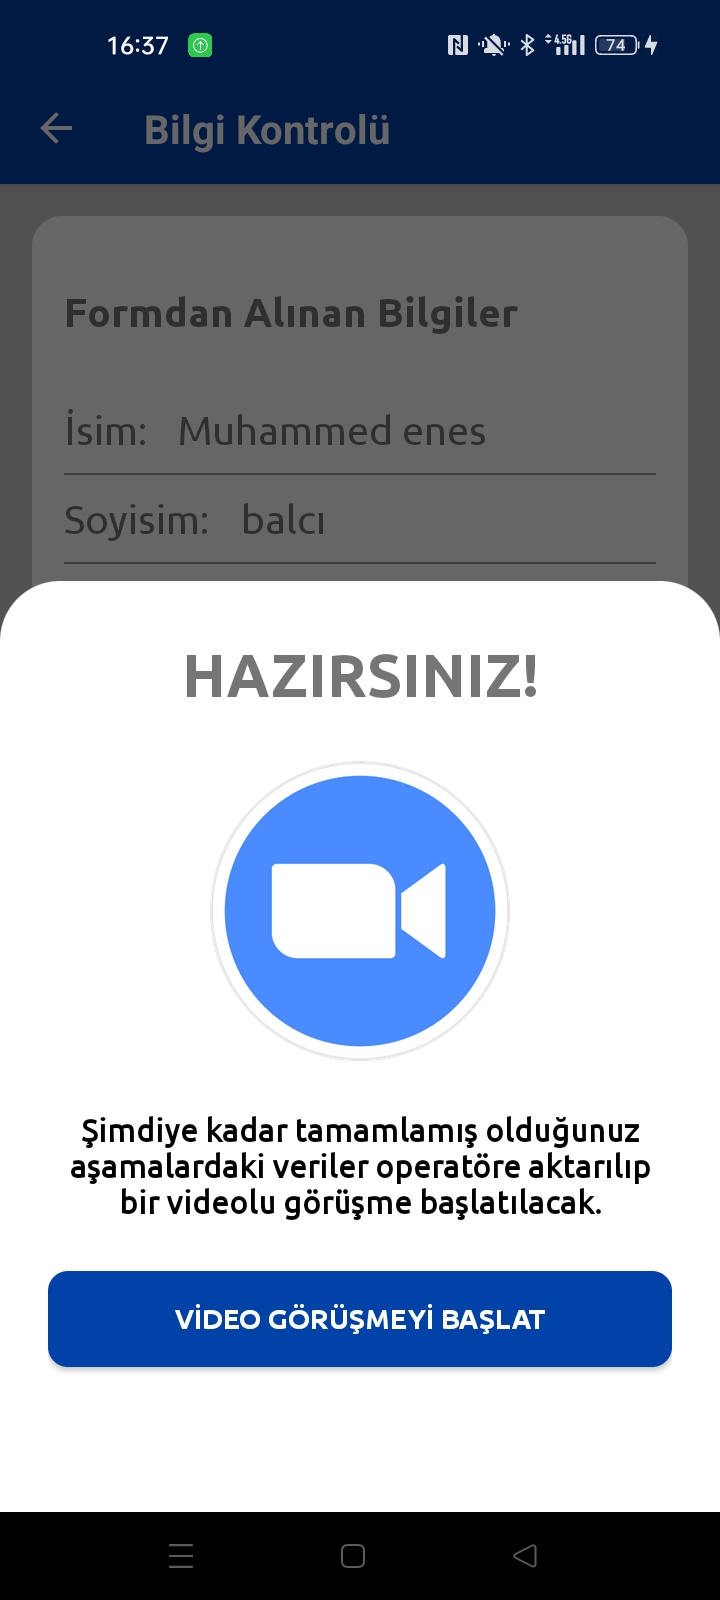 16:37
4.56
74
Bilgi Kontrolü
Formdan Alınan Bilgiler
İsim: Muhammed enes
Soyisim: balcı
HAZIRSINIZ!
Şimdiye kadar tamamlamış olduğunuz
aşamalardaki veriler operatöre aktarılıp
bir videolu görüşme başlatılacak.
VİDEO GÖRÜŞMEYİ BAŞLAT